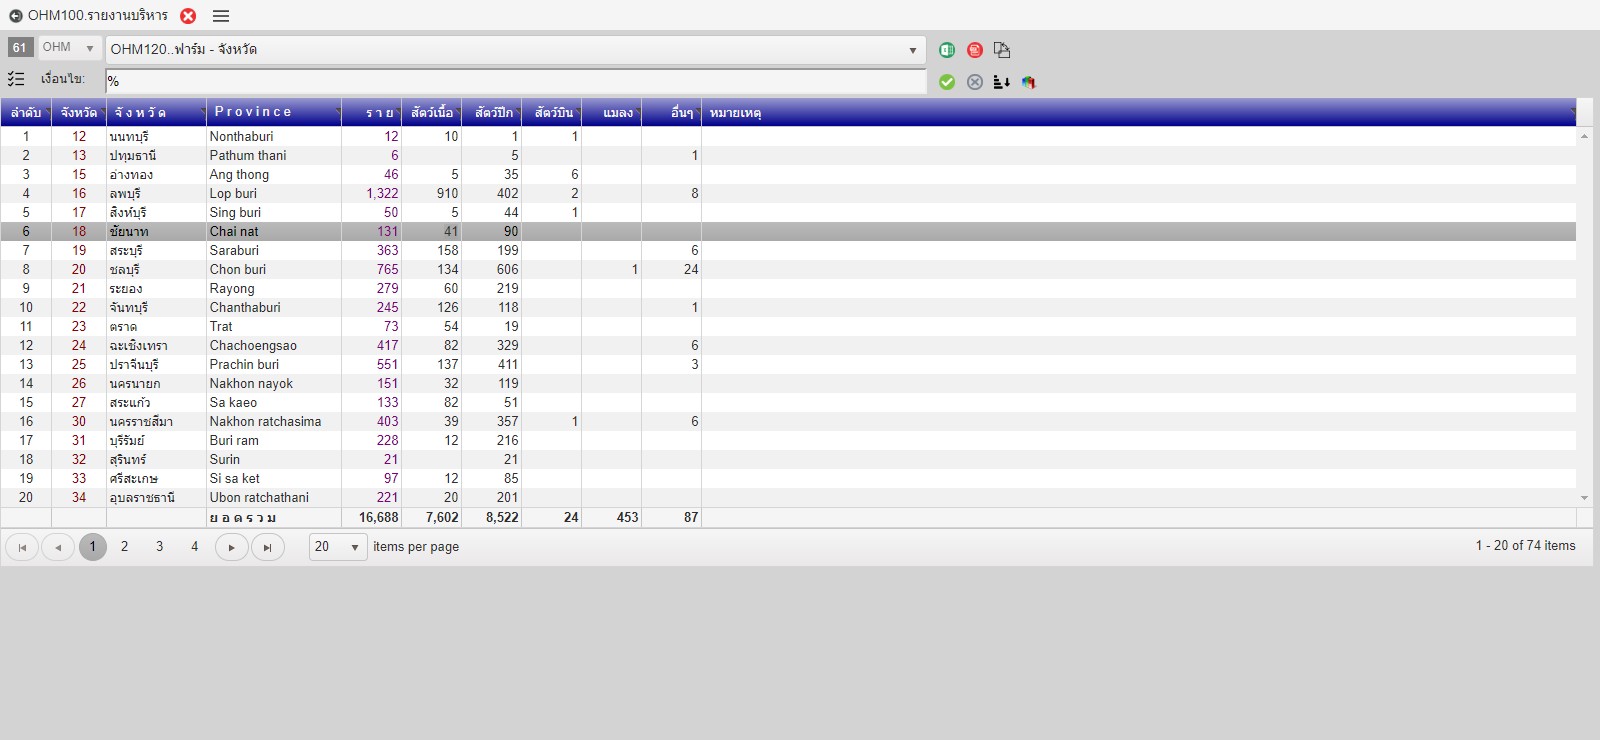 OHM100.รายงานบริหาร
61 OHM OHM120..ฟาร์ม - จังหวัด
เงื่อนไข: %
ลำดับ จังหวัด จั ง ห วั ด P r o v i n c e ร า ย สัตว์เนื้อ สัตว์ปีก สัตว์บิน แมลง อื่นๆ หมายเหตุ
1 12 นนทบุรี Nonthaburi 12 10 1 1
2 13 ปทุมธานี Pathum thani 6 5 1
3 15 อ่างทอง Ang thong 46 5 35 6
4 16 ลพบุรี Lop buri 1,322 910 402 2 8
5 17 สิงห์บุรี Sing buri 50 5 44 1
6 18 ชัยนาท Chai nat 131 41 90
7 19 สระบุรี Saraburi 363 158 199 6
8 20 ชลบุรี Chon buri 765 134 606 1 24
9 21 ระยอง Rayong 279 60 219
10 22 จันทบุรี Chanthaburi 245 126 118 1
11 23 ตราด Trat 73 54 19
12 24 ฉะเชิงเทรา Chachoengsao 417 82 329 6
13 25 ปราจีนบุรี Prachin buri 551 137 411 3
14 26 นครนายก Nakhon nayok 151 32 119
15 27 สระแก้ว Sa kaeo 133 82 51
16 30 นครราชสีมา Nakhon ratchasima 403 39 357 1 6
17 31 บุรีรัมย์ Buri ram 228 12 216
18 32 สุรินทร์ Surin 21 21
19 33 ศรีสะเกษ Si sa ket 97 12 85
20 34 อุบลราชธานี Ubon ratchathani 221 20 201
ย อ ด ร ว ม 16,688 7,602 8,522 24 453 87
1 2 3 4 20 items per page 1 - 20 of 74 items